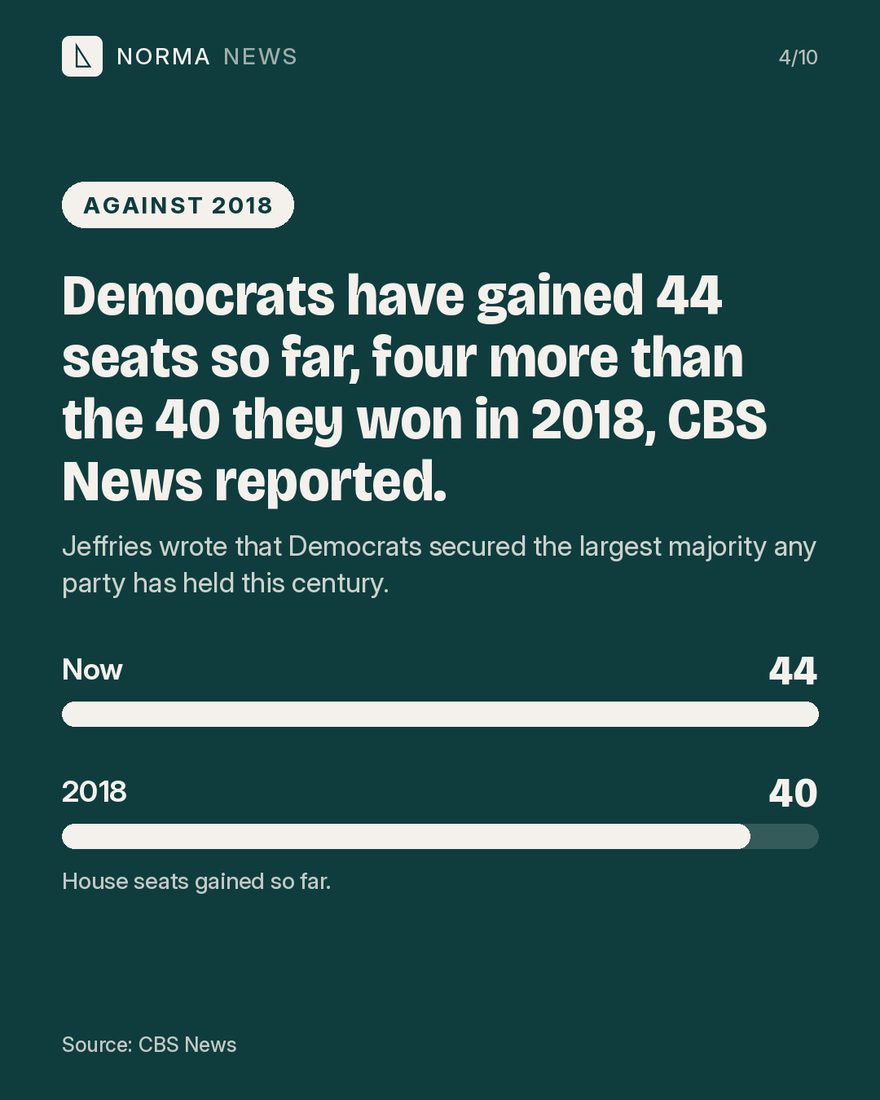 NORMA NEWS
4/10
AGAINST 2018
Democrats have gained 44
seats so far, four more than
the 40 they won in 2018, CBS
News reported.
Jeffries wrote that Democrats secured the largest majority any
party has held this century.
Now 44
2018 40
House seats gained so far.
Source: CBS News